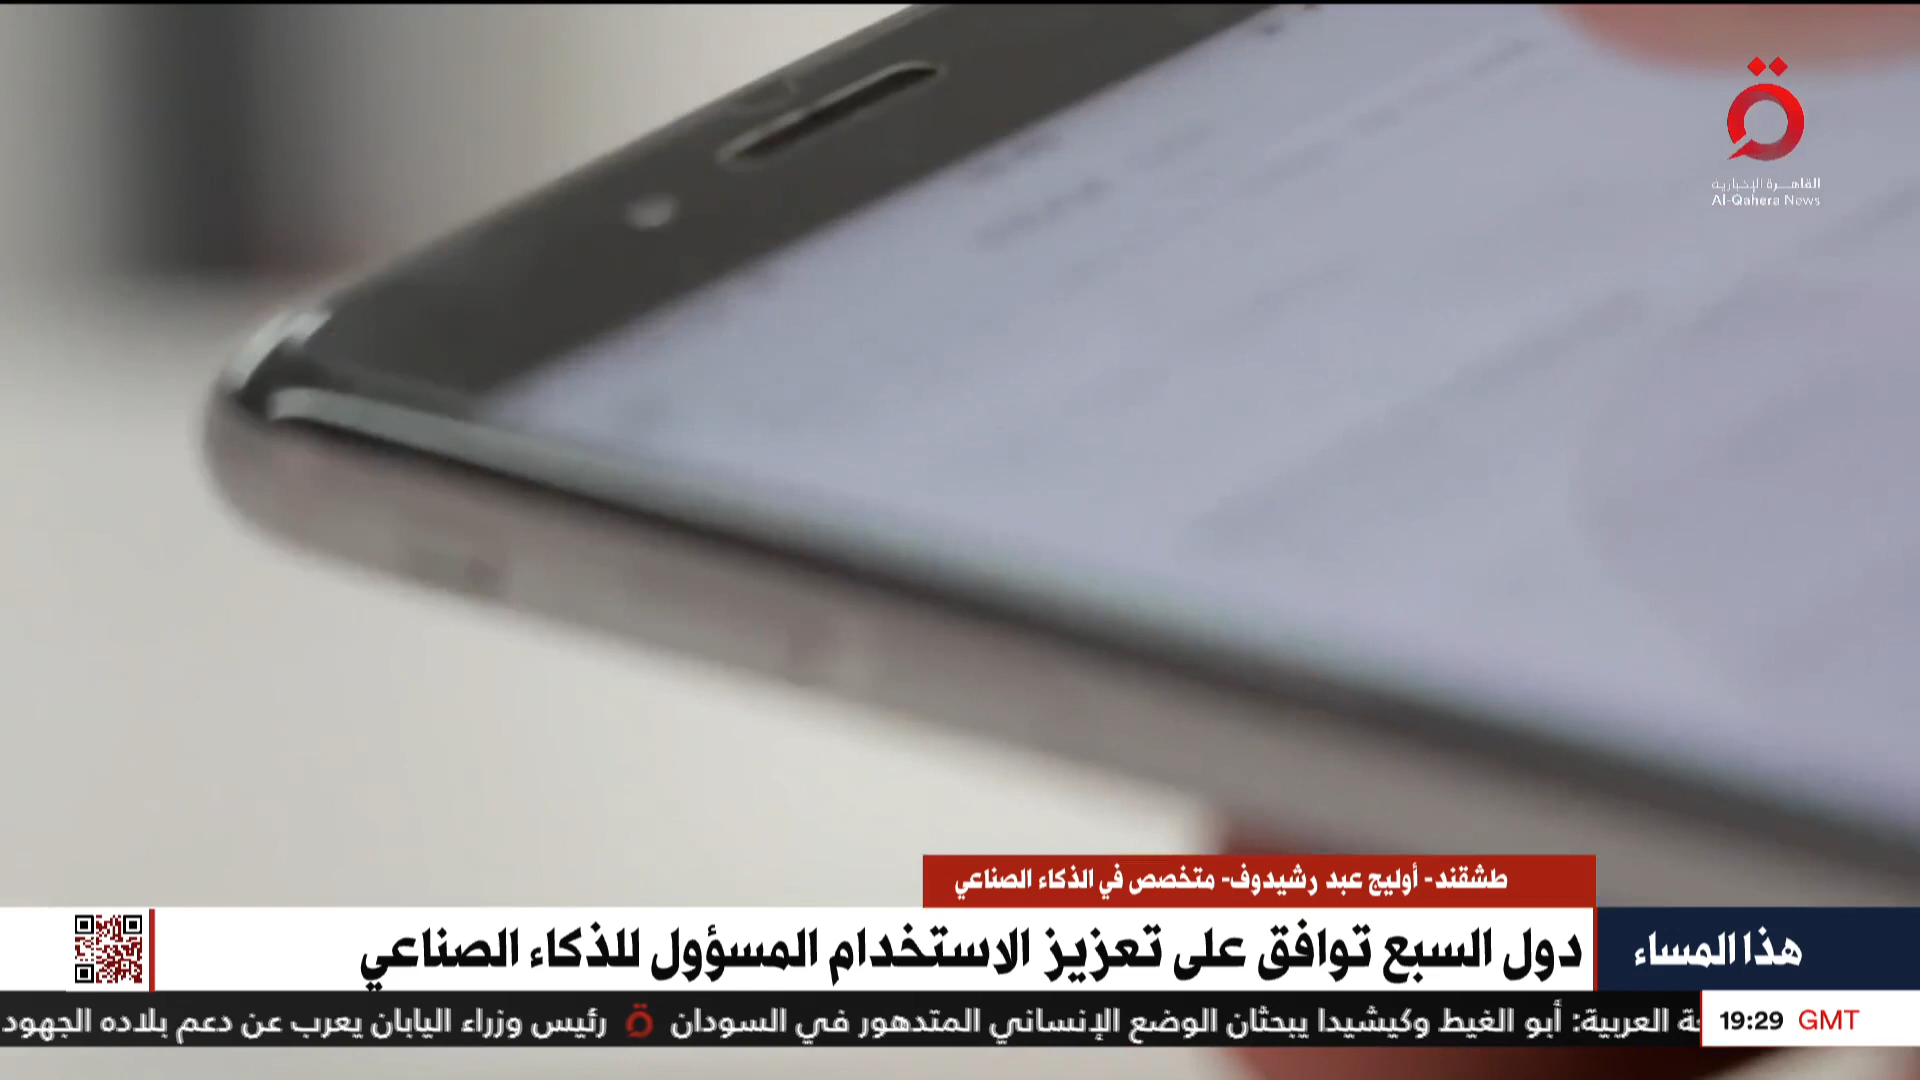 القاهرة الإخبارية
Al-Qahera News
طشقند- أوليج عبد رشيدوف- متخصص في الذكاء الصناعي
هذا المساء
دول السبع توافق على تعزيز الاستخدام المسؤول للذكاء الصناعي
19:29 GMT
العربية: أبو الغيط وكيشيدا يبحثان الوضع الإنساني المتدهور في السودان
رئيس وزراء اليابان يعرب عن دعم بلاده الجهود